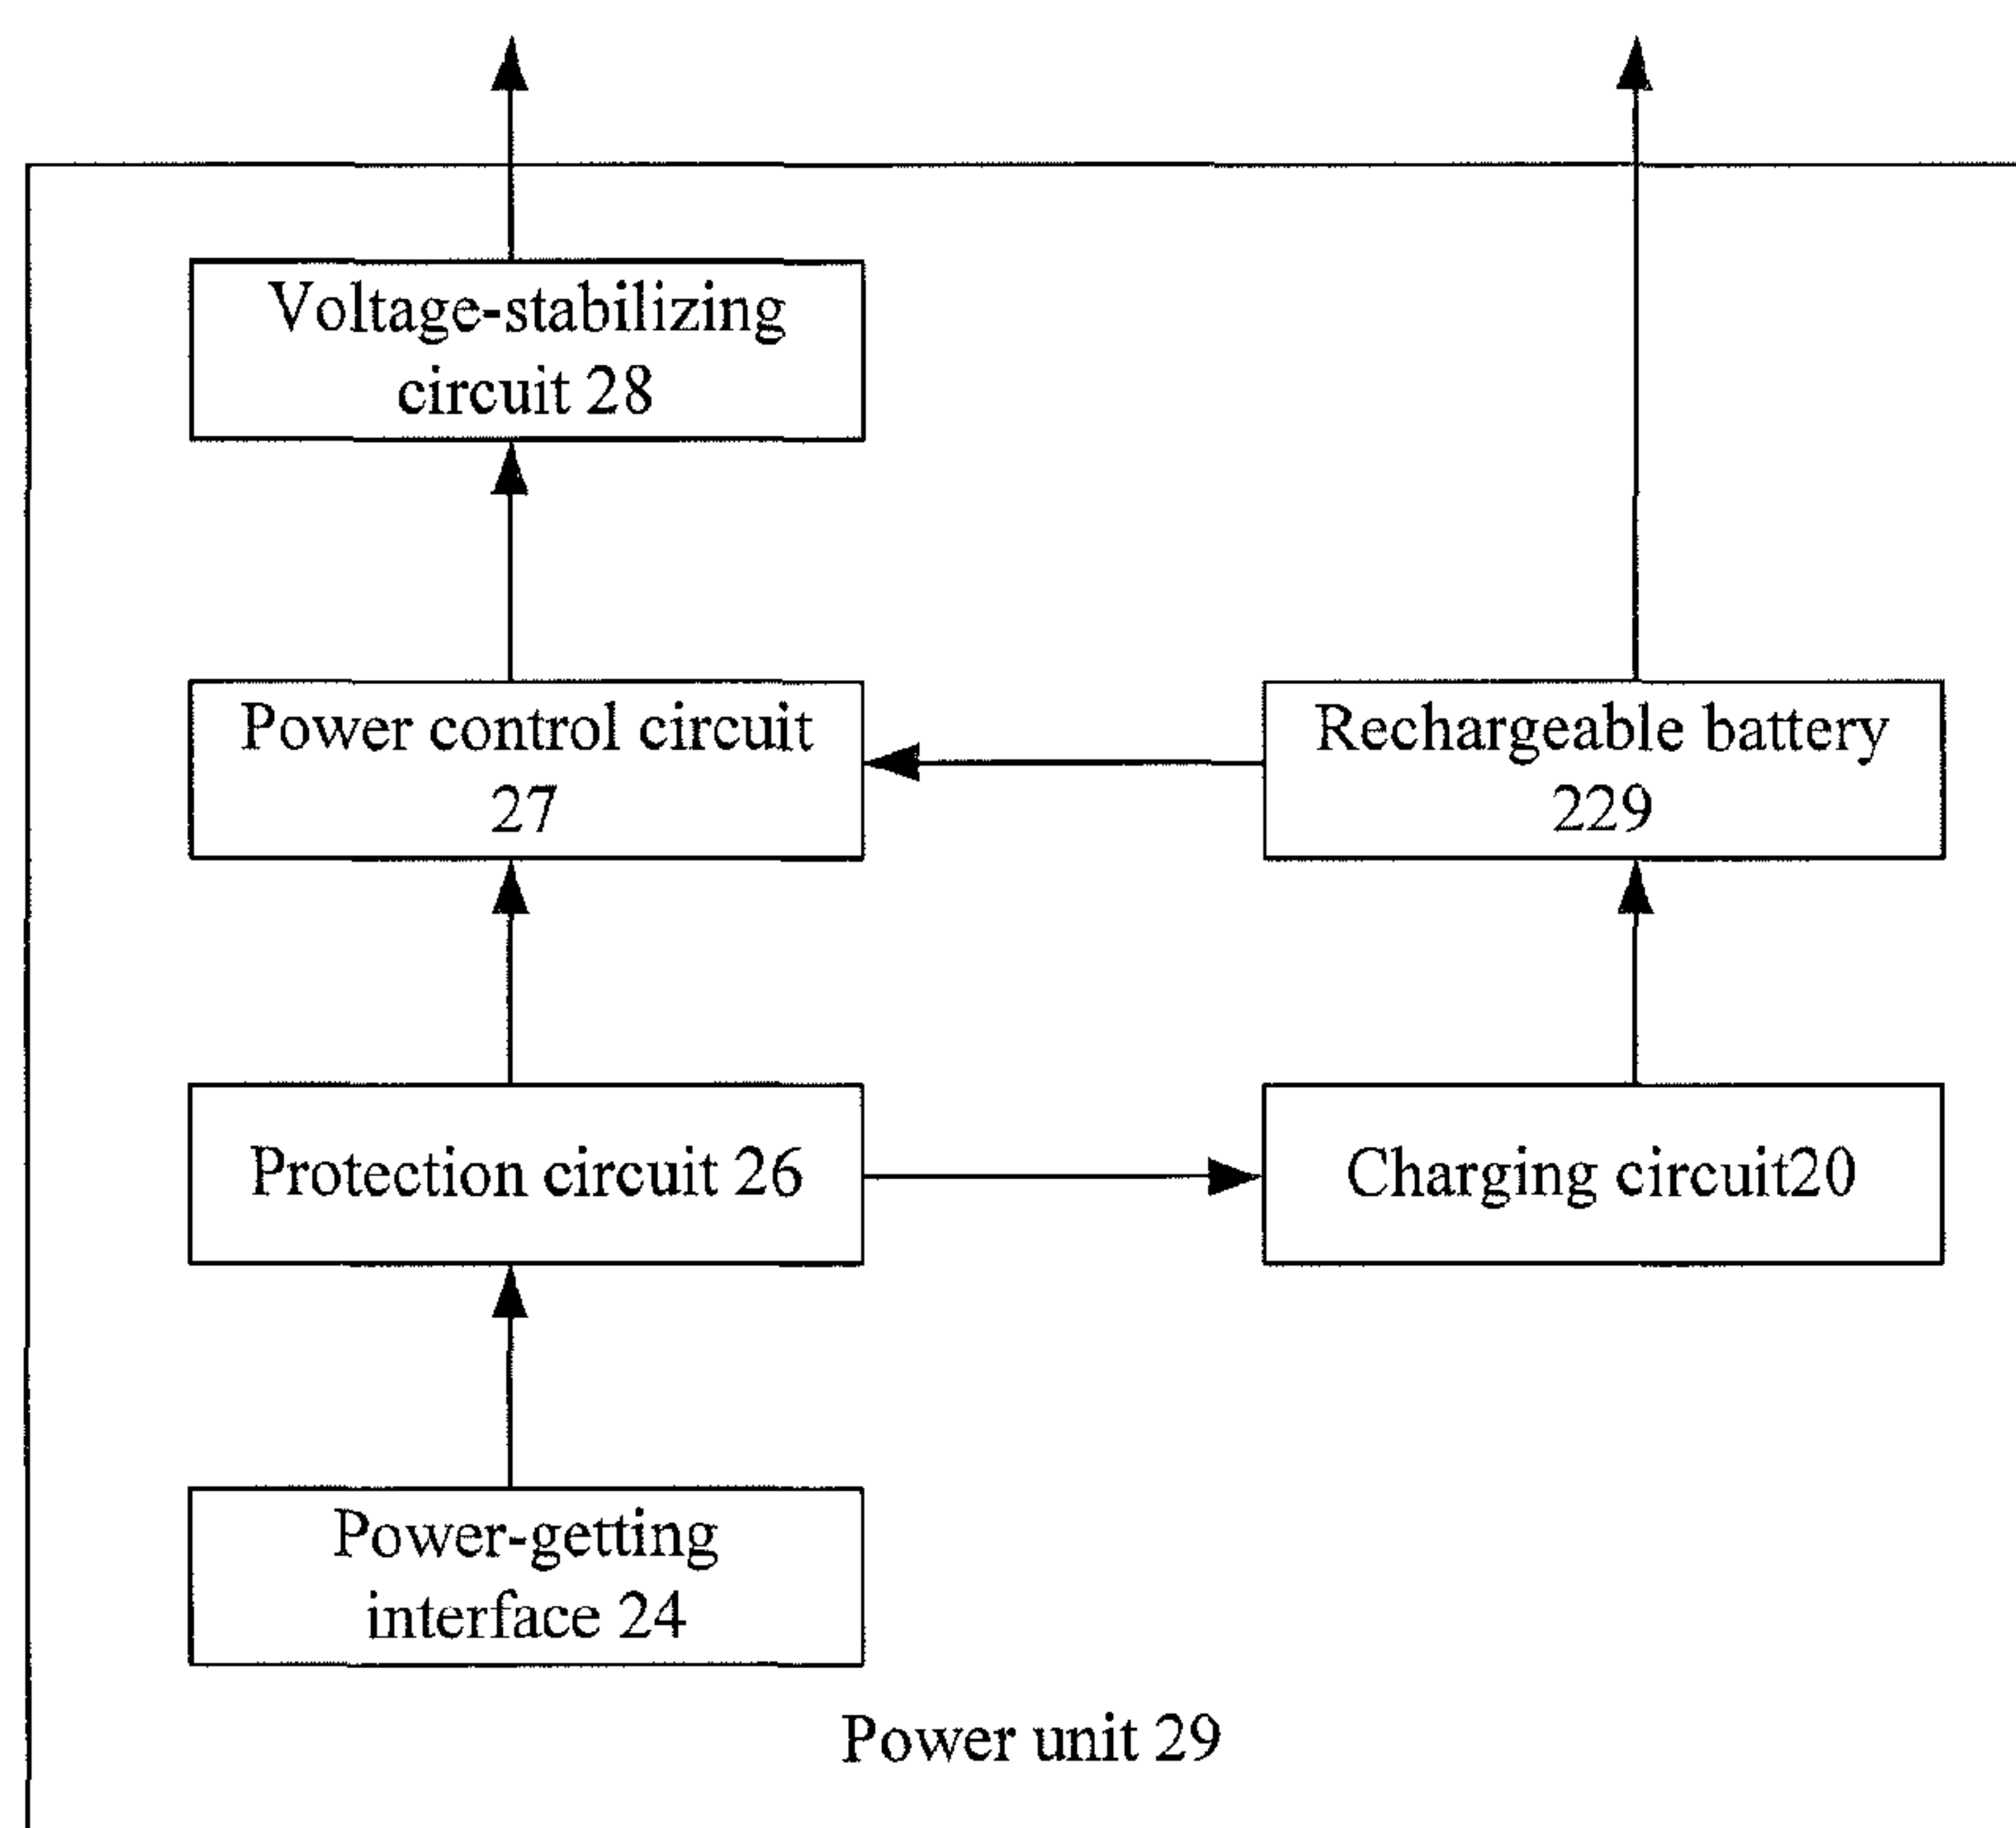 Voltage-stabilizing
circuit 28
Power control circuit
27
Rechargeable battery
229
Protection circuit 26
Charging circuit20
Power-getting
interface 24
Power unit 29